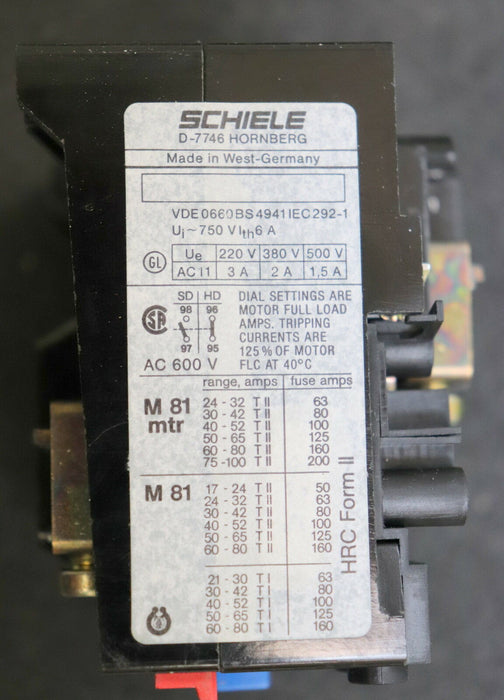 SCHIELE
D-7746 HORNBERG
Made in West-Germany
VDE 0660 BS 4941 IEC 292-1
Ui ~ 750 V Ith 6 A
GL
Ue 220 V 380 V 500 V
AC 11 3 A 2 A 1,5 A
SD HD
98 96
97 95
SA
AC 600 V
DIAL SETTINGS ARE
MOTOR FULL LOAD
AMPS. TRIPPING
CURRENTS ARE
125 % OF MOTOR
FLC AT 40°C
range, amps fuse amps
M 81
mtr
24 - 32 T II 63
30 - 42 T II 80
40 - 52 T II 100
50 - 65 T II 125
60 - 80 T II 160
75 - 100 T II 200
M 81
17 - 24 T II 50
24 - 32 T II 63
30 - 42 T II 80
40 - 52 T II 100
50 - 65 T II 125
60 - 80 T II 160
21 - 30 T I 63
30 - 42 T I 80
40 - 52 T I 100
50 - 65 T I 125
60 - 80 T I 160
HRC Form II